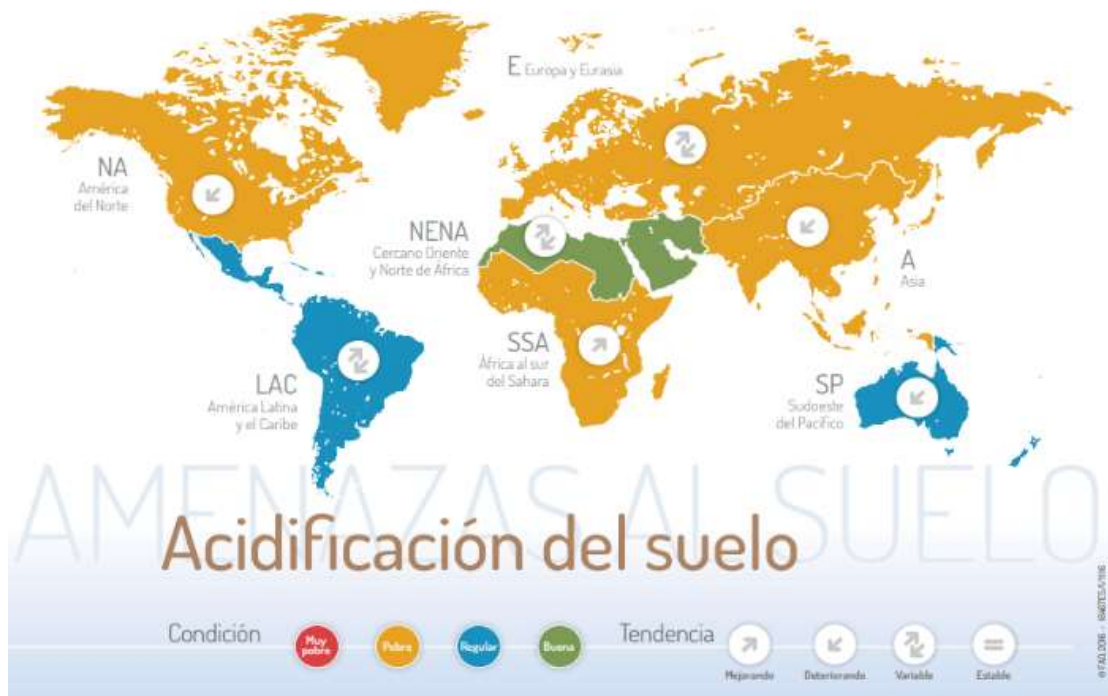 E Europa y Eurasia
NA
América
del Norte
NENA
Cercano Oriente
y Norte de África
A
Asia
SSA
África al sur
del Sahara
LAC
América Latina
y el Caribe
SP
Sudoeste
del Pacífico
AMENAZAS AL SUELO
Acidificación del suelo
Condición
Muy
pobre
Pobre
Regular
Buena
Tendencia
Mejorando
Deteriorando
Variable
Estable
© FAO, 2016